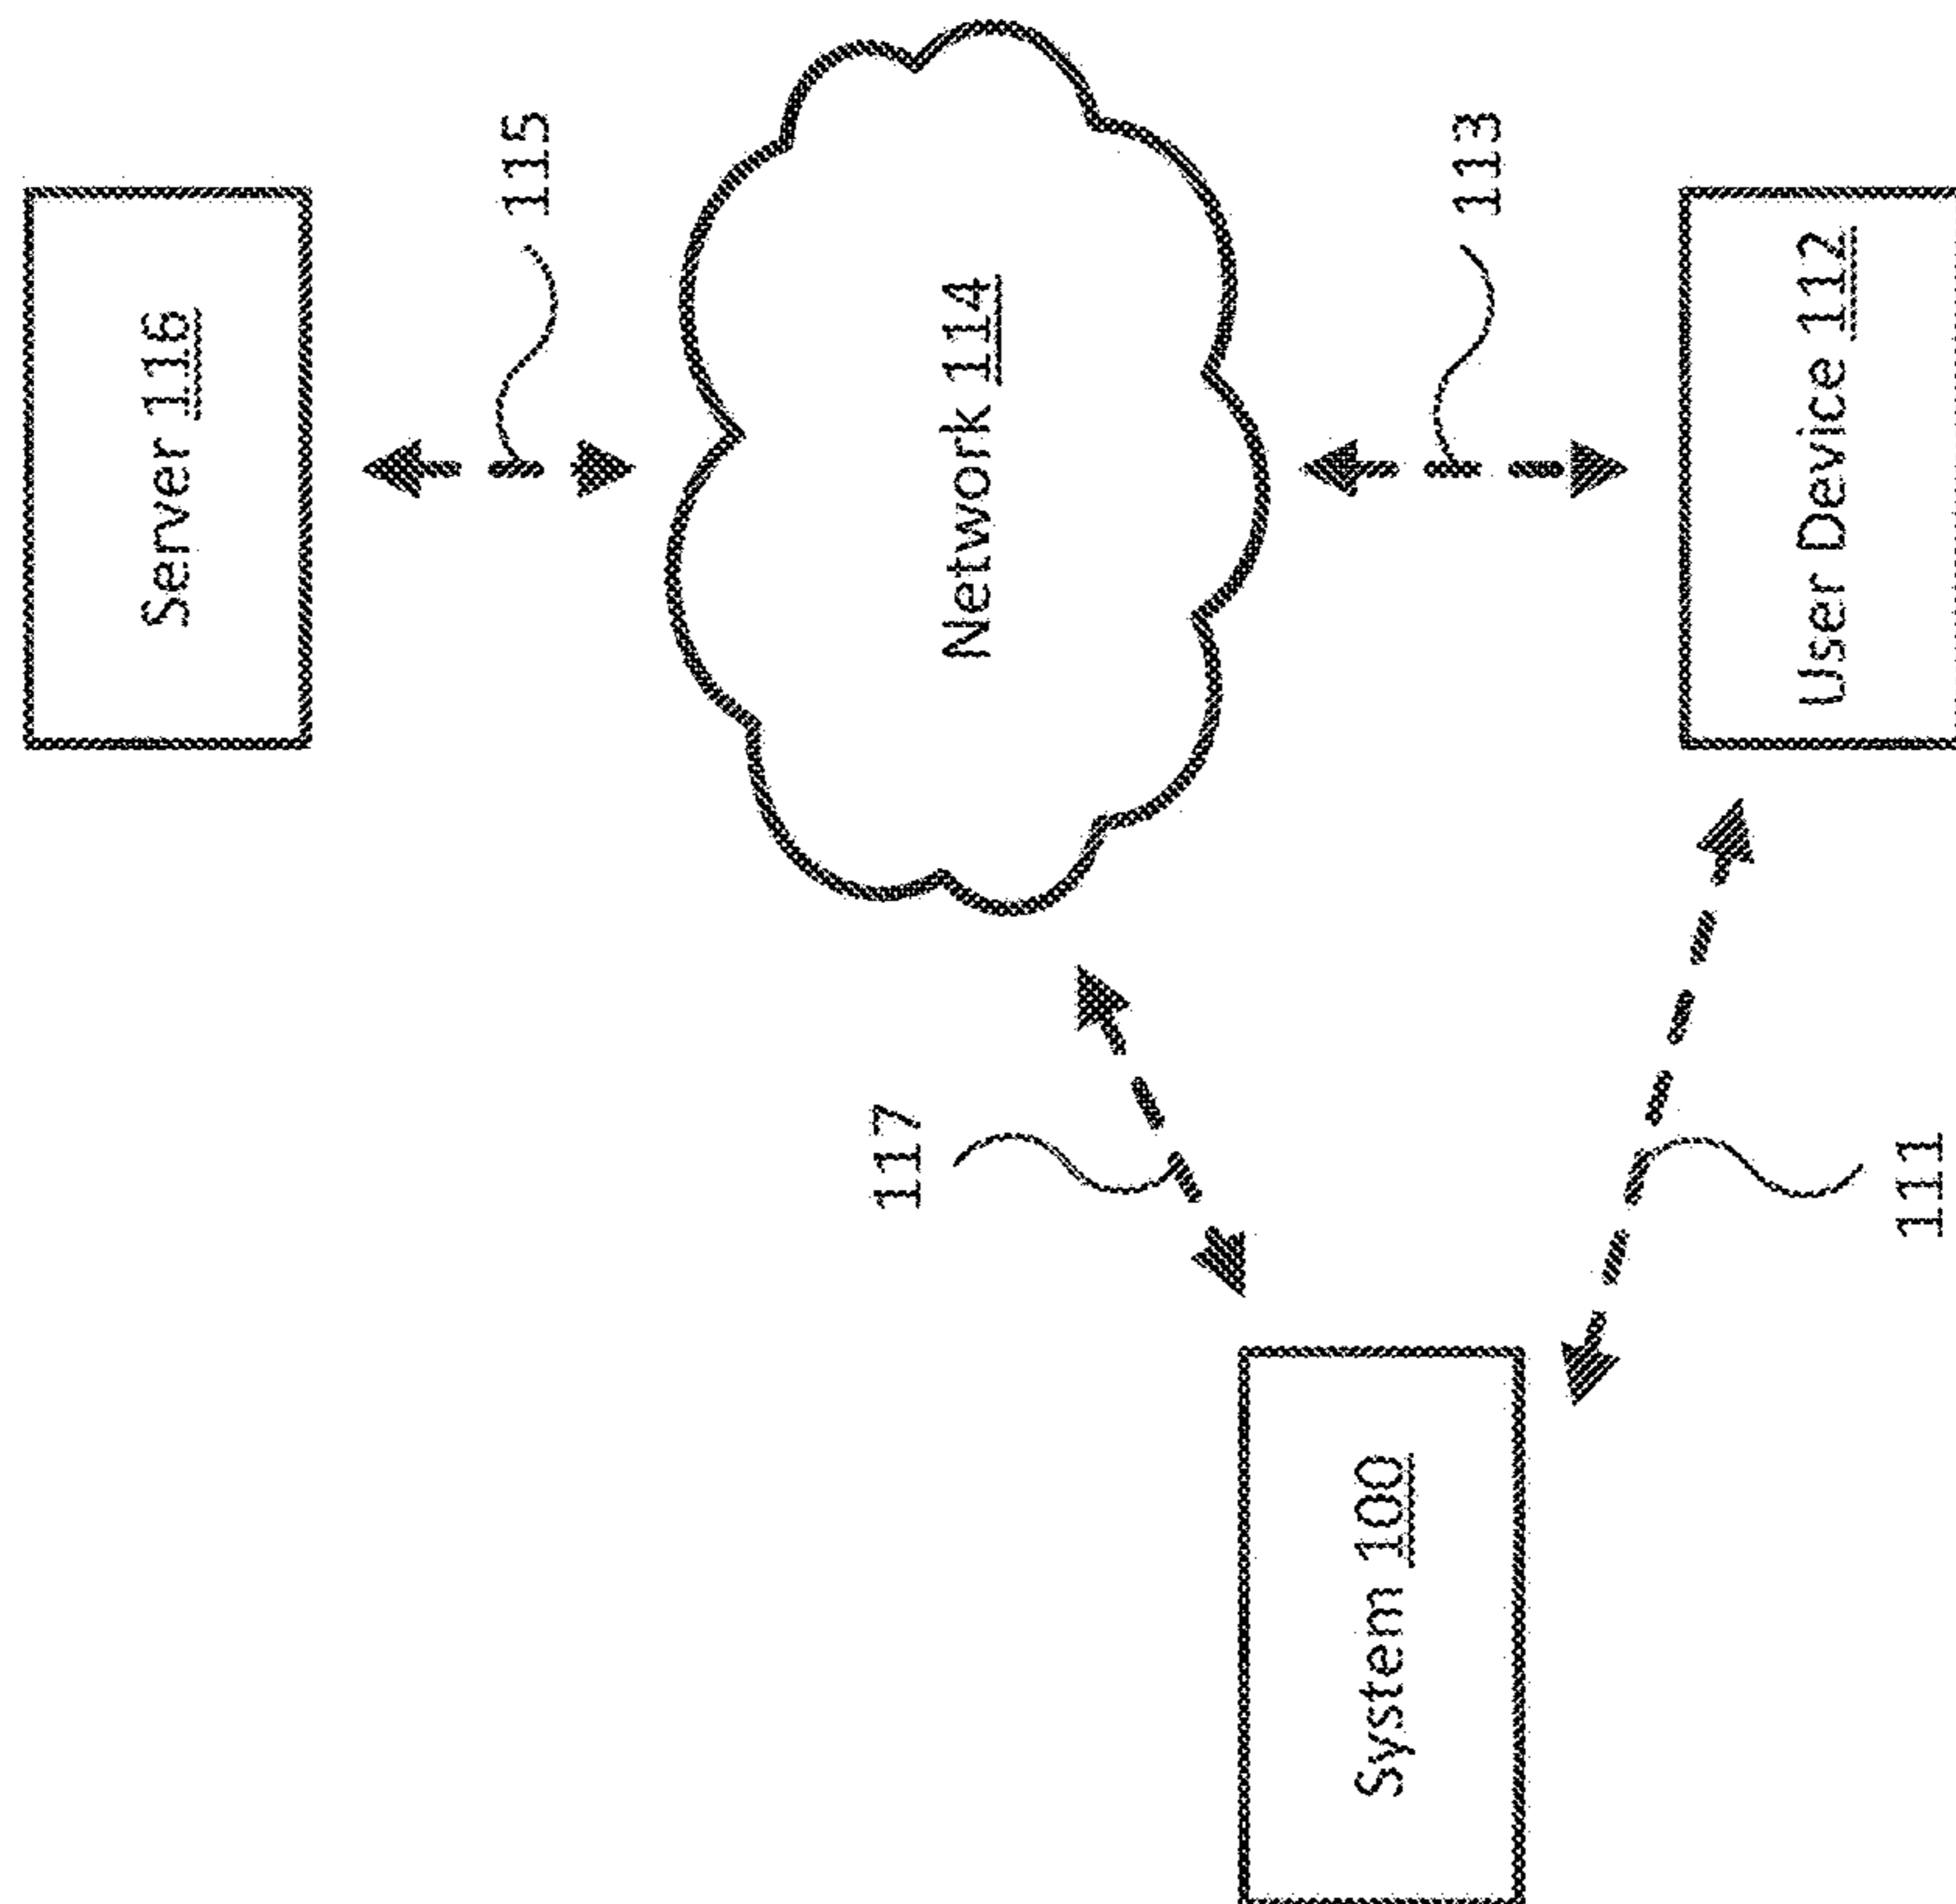 Server 116
115
Network 114
113
User Device 112
117
111
System 100